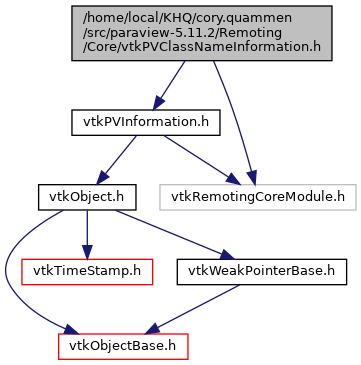 /home/local/KHQ/cory.quammen
/src/paraview-5.11.2/Remoting
/Core/vtkPVClassNameInformation.h
vtkPVInformation.h
vtkObject.h
vtkRemotingCoreModule.h
vtkTimeStamp.h
vtkWeakPointerBase.h
vtkObjectBase.h